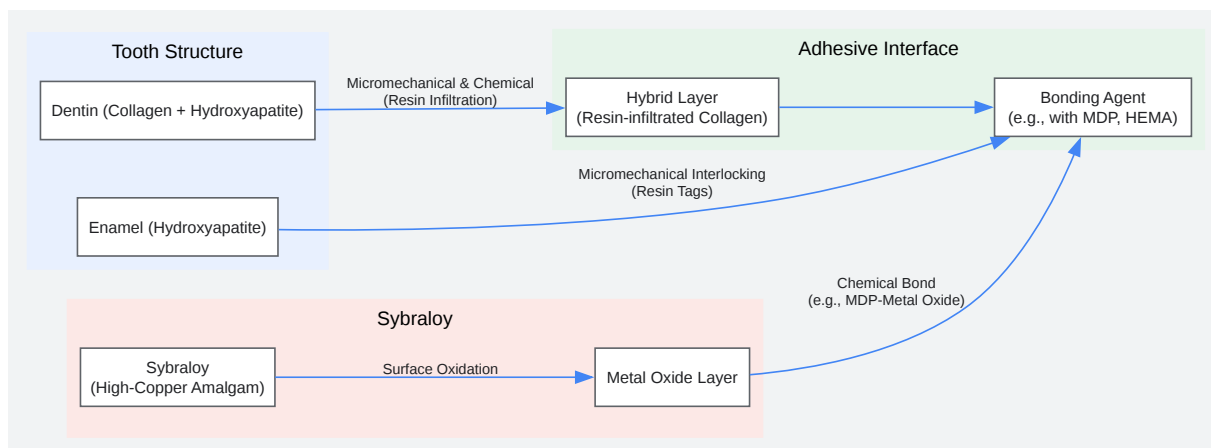 Tooth Structure
Adhesive Interface
Dentin (Collagen + Hydroxyapatite)
Micromechanical & Chemical
(Resin Infiltration)
Hybrid Layer
(Resin-infiltrated Collagen)
Bonding Agent
(e.g., with MDP, HEMA)
Micromechanical Interlocking
(Resin Tags)
Enamel (Hydroxyapatite)
Chemical Bond
(e.g., MDP-Metal Oxide)
Sybraloy
Sybraloy
(High-Copper Amalgam)
Surface Oxidation
Metal Oxide Layer